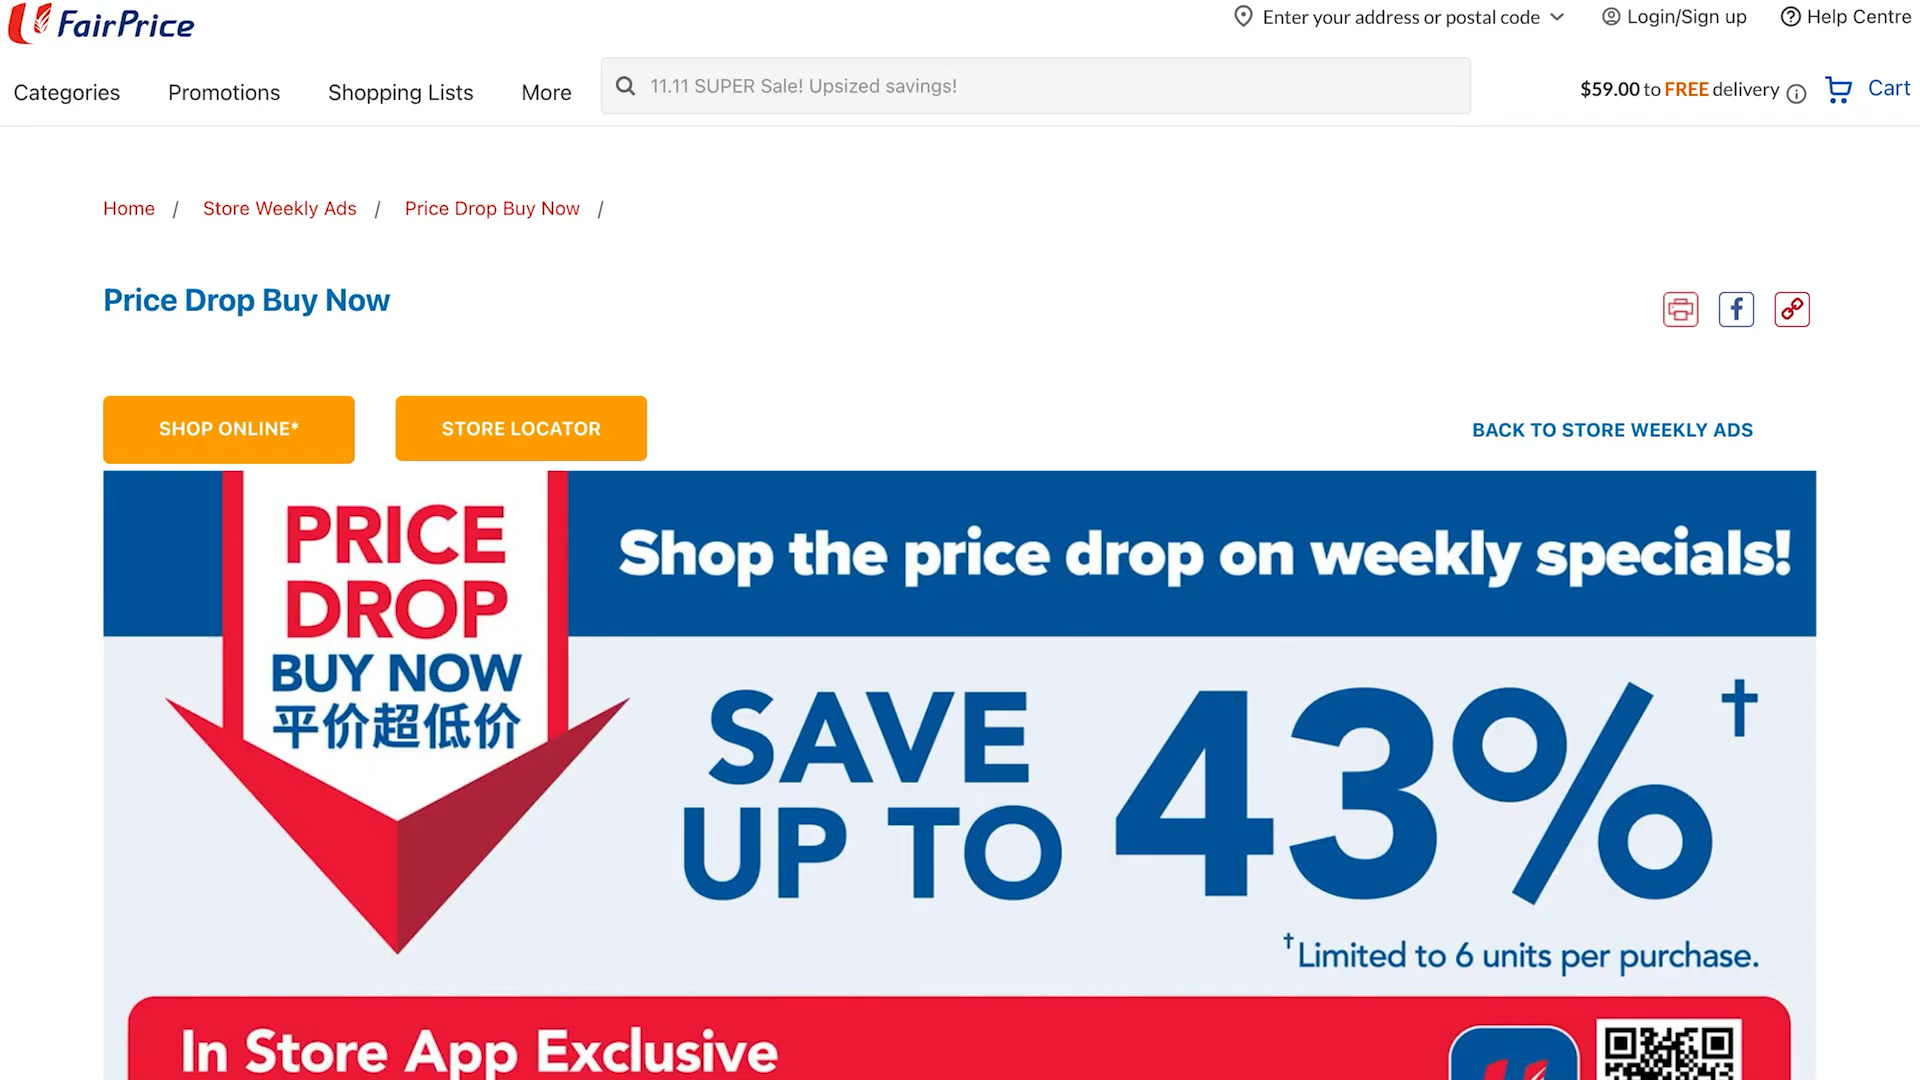 FairPrice
Enter your address or postal code
Login/Sign up
Help Centre
Categories
Promotions
Shopping Lists
More
11.11 SUPER Sale! Upsized savings!
$59.00 to FREE delivery
Cart
Home / Store Weekly Ads / Price Drop Buy Now /
Price Drop Buy Now
SHOP ONLINE*
STORE LOCATOR
BACK TO STORE WEEKLY ADS
PRICE
DROP
BUY NOW
平价超低价
Shop the price drop on weekly specials!
SAVE
UP TO
43%†
†Limited to 6 units per purchase.
In Store App Exclusive